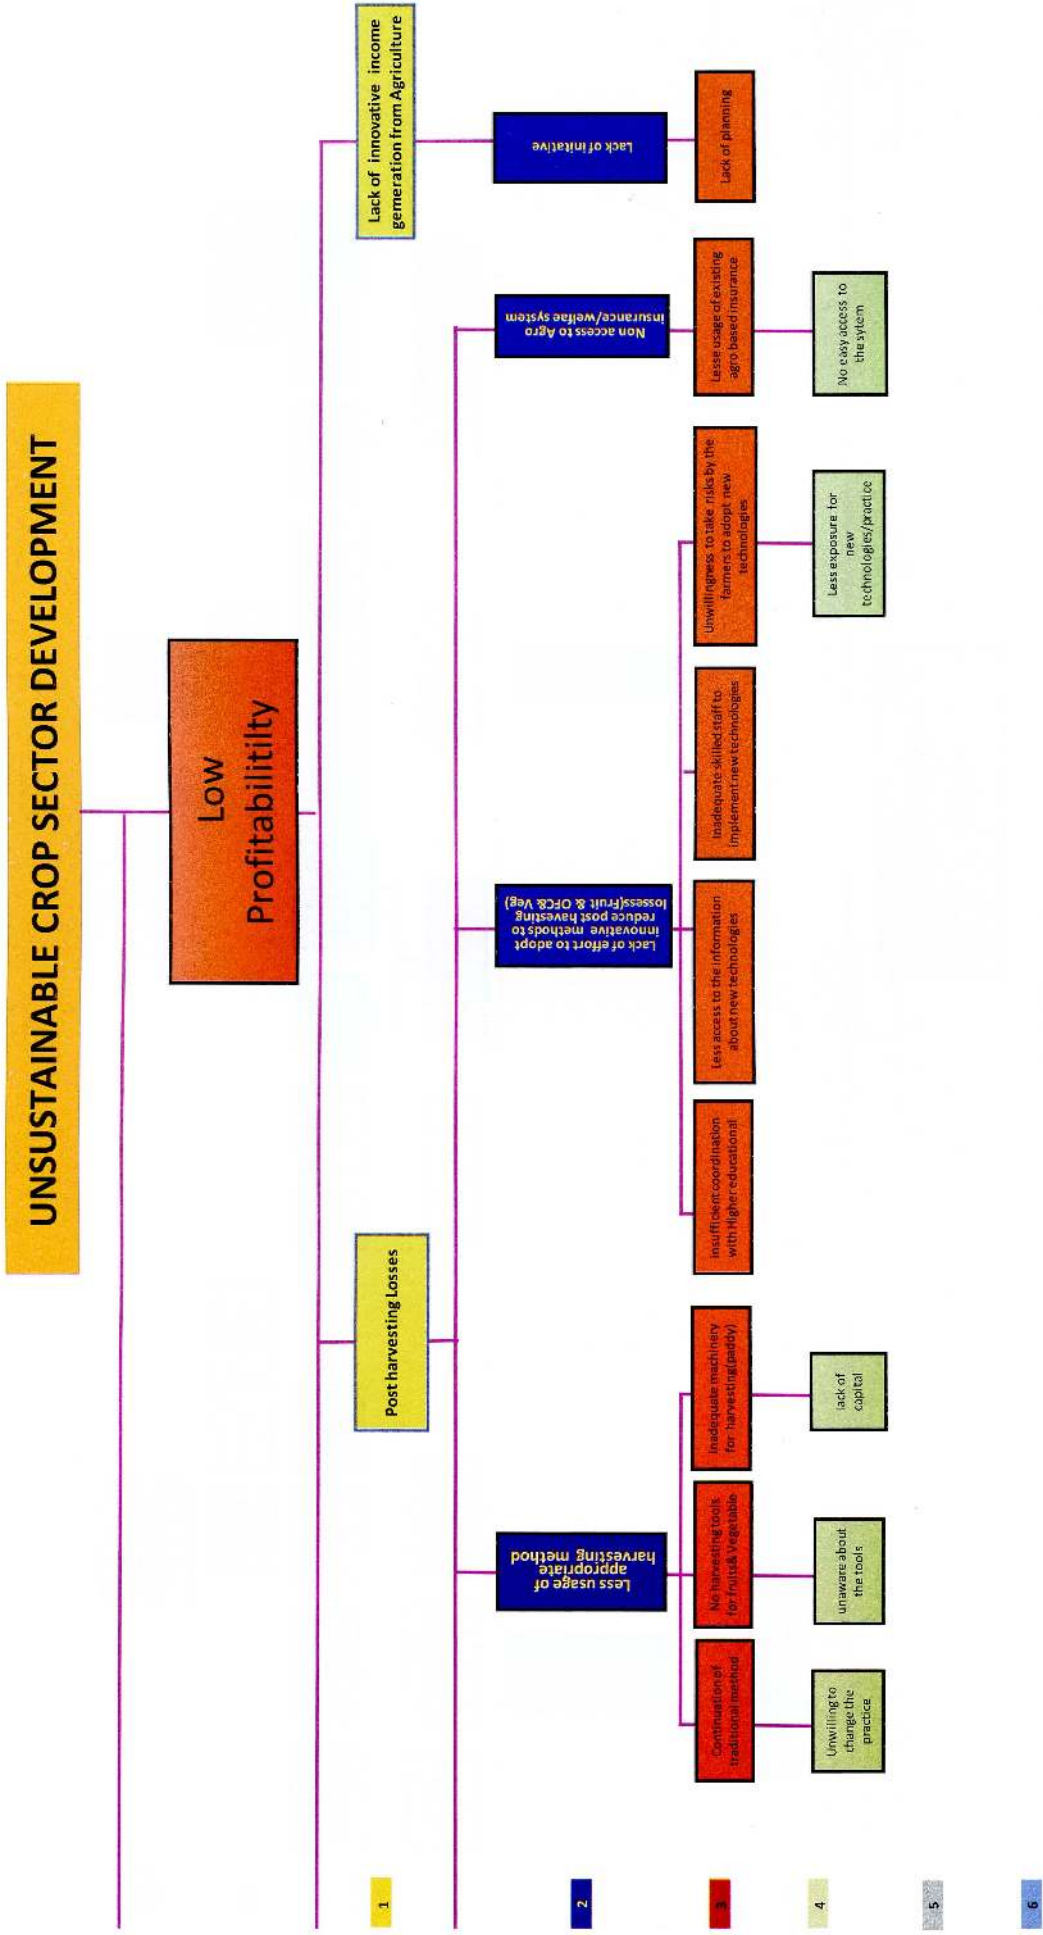 UNSUSTAINABLE CROP SECTOR DEVELOPMENT
Low
Profitabilitilty
Post harvesting Losses
Lack of innovative income
gemeration from Agriculture
Less usage of
appropriate
harvesting method
Lack of effort to adopt
innovative methods to
reduce post havesting
lossess(Fruit & OFC& Veg)
Non access to Agro
insurance/welfae system
Lack of initative
Continuation of
traditional method
No harvesting tools
for fruits& Vegetable
inadequate machinery
for harvesting(paddy)
insufficient coordination
with Higher educational
Less access to the information
about new technologies
Inadequate skilled staff to
implement new technologies
Unwillingness to take risks by the
farmers to adopt new
technologies
Lesse usage of existing
agro based insurance
Lack of planning
Unwilling to
change the
practice
unaware about
the tools
lack of
capital
Less exposure for
new
technologies/practice
No easy access to
the sytem
1
2
3
4
5
6